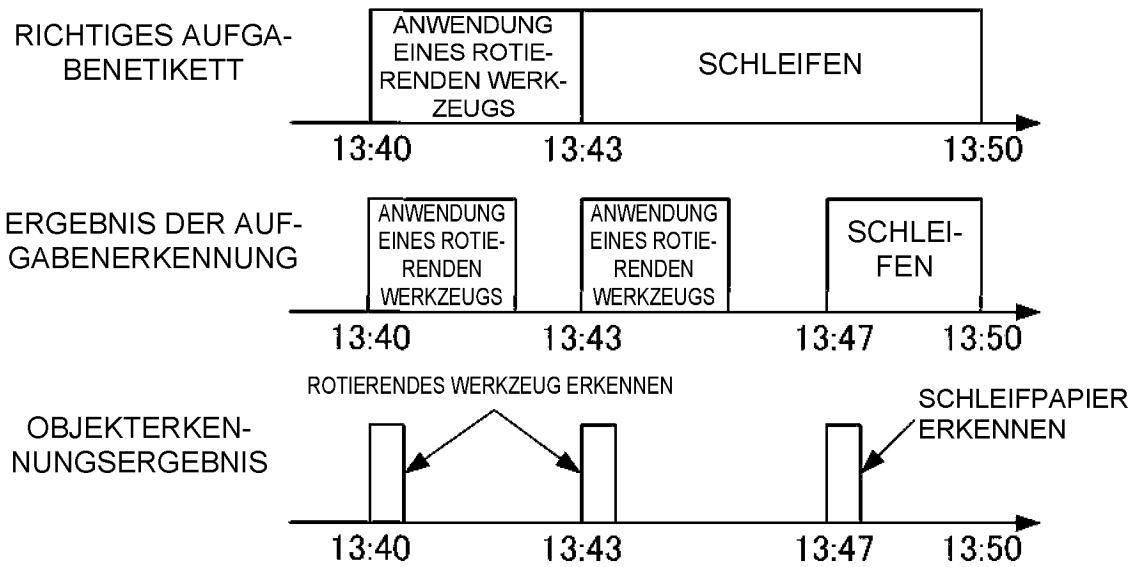 RICHTIGES AUFGA-
BENETIKETT
ANWENDUNG
EINES ROTIE-
RENDEN WERK-
ZEUGS
SCHLEIFEN
13:40
13:43
13:50
ERGEBNIS DER AUF-
GABENERKENNUNG
ANWENDUNG
EINES ROTIE-
RENDEN
WERKZEUGS
ANWENDUNG
EINES ROTIE-
RENDEN
WERKZEUGS
SCHLEI-
FEN
13:40
13:43
13:47
13:50
ROTIERENDES WERKZEUG ERKENNEN
SCHLEIFPAPIER
ERKENNEN
OBJEKTERKEN-
NUNGSERGEBNIS
13:40
13:43
13:47
13:50